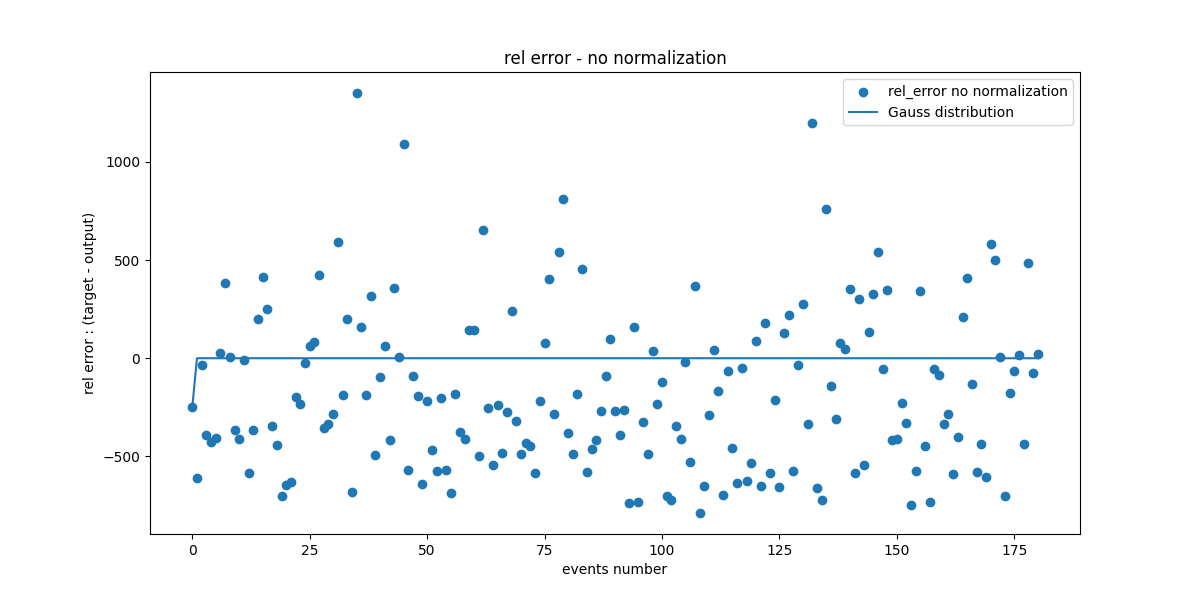 rel error - no normalization
rel_error no normalization
Gauss distribution
rel error : (target - output)
1000
500
0
−500
0
25
50
75
100
125
150
175
events number